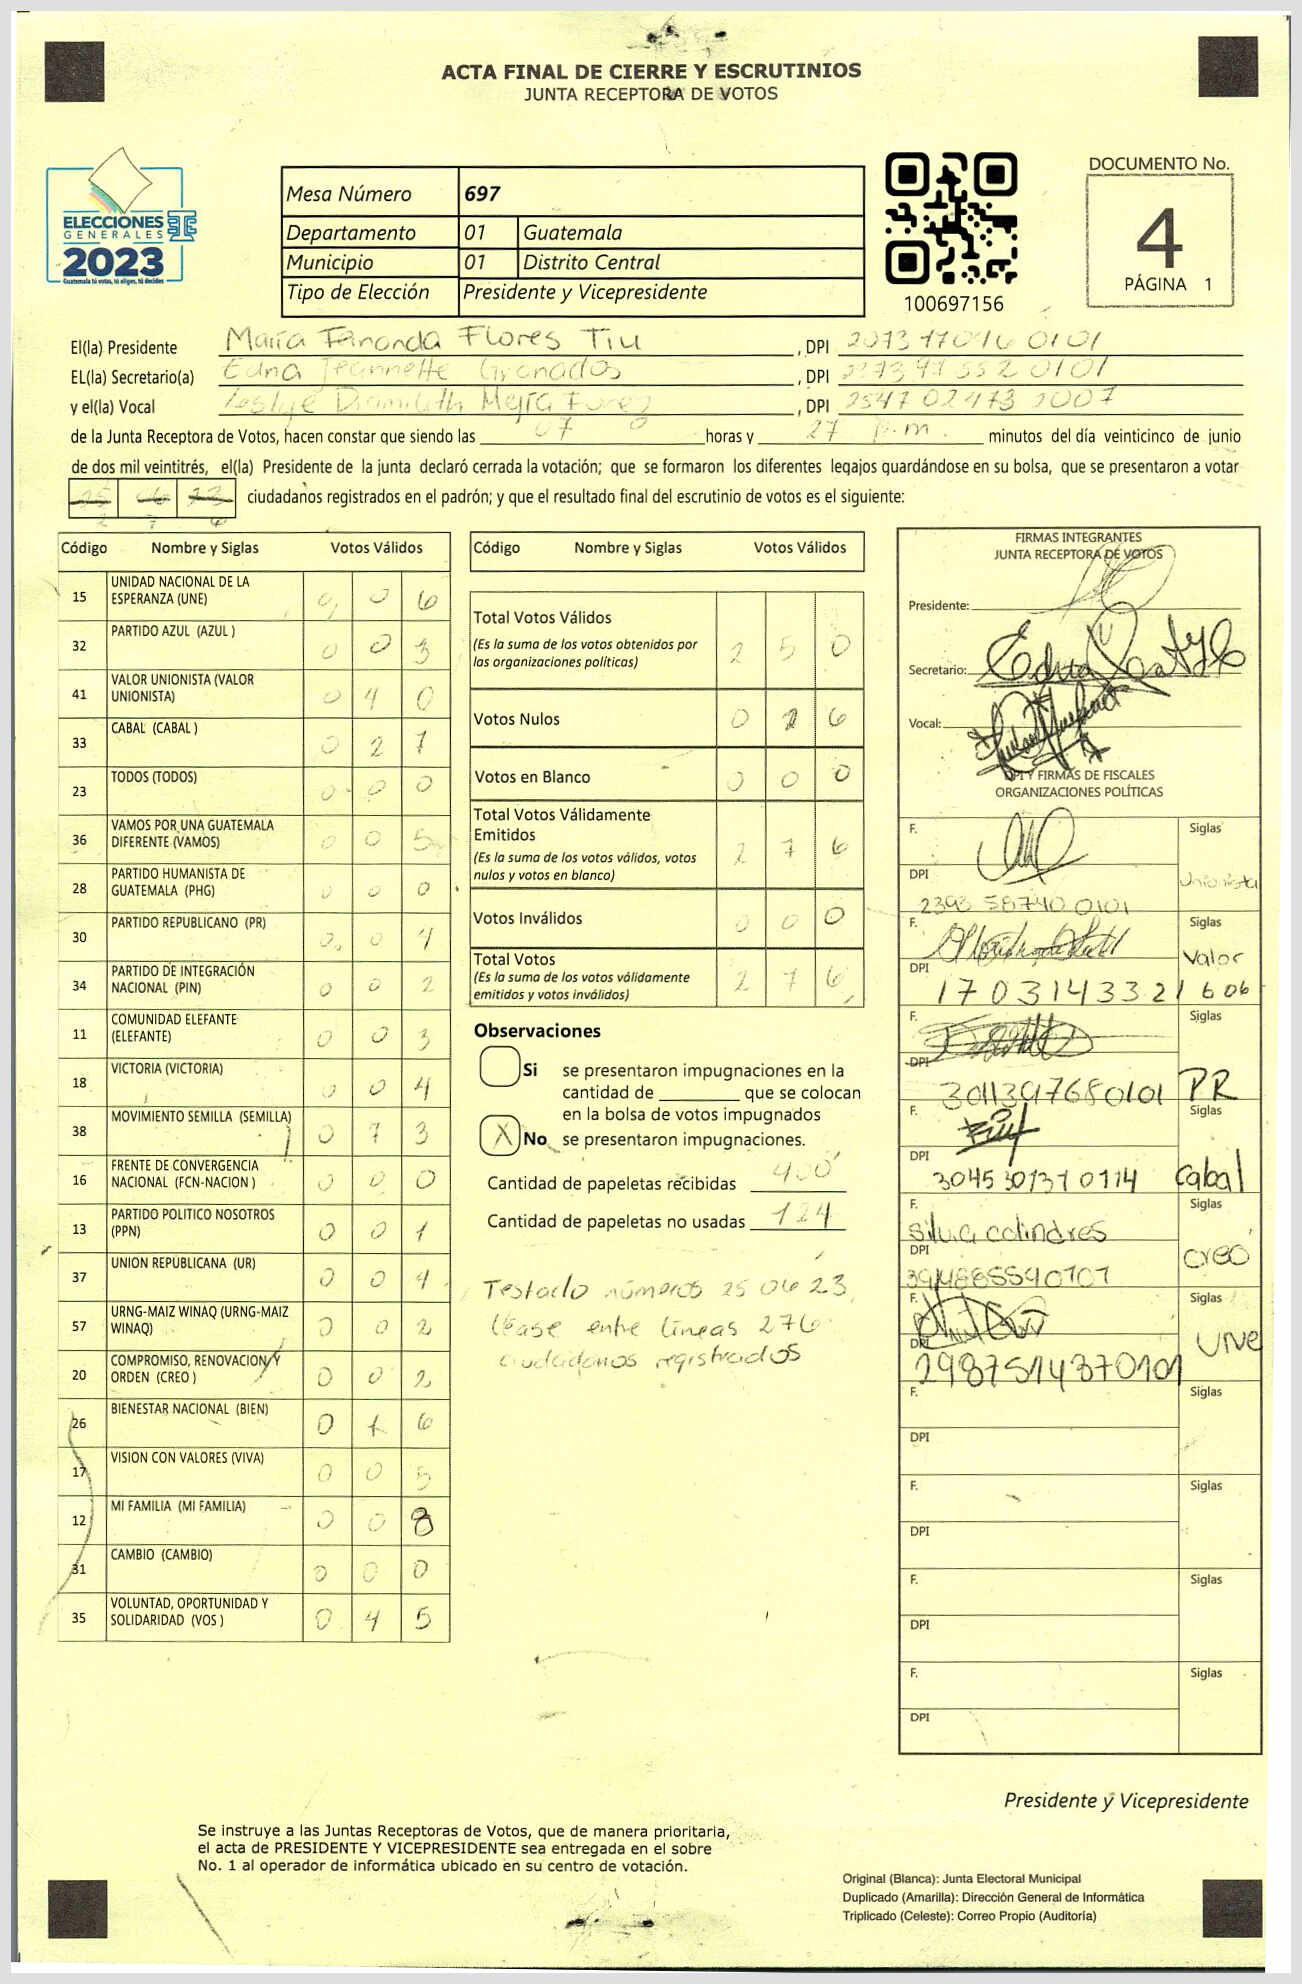 ACTA FINAL DE CIERRE Y ESCRUTINIOS
JUNTA RECEPTORA DE VOTOS
ELECCIONES
GENERALES
2023
Guatemala tú votas, tú eliges, tú decides
Mesa Número 697
Departamento 01 Guatemala
Municipio 01 Distrito Central
Tipo de Elección Presidente y Vicepresidente
100697156
DOCUMENTO No.
4
PÁGINA 1
El(la) Presidente María Fernanda Flores Tiu, DPI
EL(la) Secretario(a) Edna Jeannette Granados, DPI
y el(la) Vocal Mejía, DPI 2547 02473 2007
de la Junta Receptora de Votos, hacen constar que siendo las 07 horas y 27 p.m. minutos del día veinticinco de junio
de dos mil veintitrés, el(la) Presidente de la junta declaró cerrada la votación; que se formaron los diferentes legajos guardándose en su bolsa, que se presentaron a votar
25 06 23 ciudadanos registrados en el padrón; y que el resultado final del escrutinio de votos es el siguiente:
2 7 6
Código Nombre y Siglas Votos Válidos
15 UNIDAD NACIONAL DE LA ESPERANZA (UNE) 0 0 6
32 PARTIDO AZUL (AZUL ) 0 0 3
41 VALOR UNIONISTA (VALOR UNIONISTA) 0 4 0
33 CABAL (CABAL ) 0 2 7
23 TODOS (TODOS) 0 0 0
36 VAMOS POR UNA GUATEMALA DIFERENTE (VAMOS) 0 0 5
28 PARTIDO HUMANISTA DE GUATEMALA (PHG) 0 0 0
30 PARTIDO REPUBLICANO (PR) 0 0 4
34 PARTIDO DE INTEGRACIÓN NACIONAL (PIN) 0 0 2
11 COMUNIDAD ELEFANTE (ELEFANTE) 0 0 3
18 VICTORIA (VICTORIA) 0 0 4
38 MOVIMIENTO SEMILLA (SEMILLA) 0 7 3
16 FRENTE DE CONVERGENCIA NACIONAL (FCN-NACION ) 0 0 0
13 PARTIDO POLITICO NOSOTROS (PPN) 0 0 1
37 UNION REPUBLICANA (UR) 0 0 4
57 URNG-MAIZ WINAQ (URNG-MAIZ WINAQ) 0 0 2
20 COMPROMISO, RENOVACION Y ORDEN (CREO ) 0 0 2
26 BIENESTAR NACIONAL (BIEN) 0 1 6
17 VISION CON VALORES (VIVA) 0 0 5
12 MI FAMILIA (MI FAMILIA) 0 0 8
31 CAMBIO (CAMBIO) 0 0 0
35 VOLUNTAD, OPORTUNIDAD Y SOLIDARIDAD (VOS ) 0 4 5
Código Nombre y Siglas Votos Válidos
Total Votos Válidos 2 5 0
(Es la suma de los votos obtenidos por
las organizaciones políticas)
Votos Nulos 0 2 6
Votos en Blanco 0 0 0
Total Votos Válidamente
Emitidos 2 7 6
(Es la suma de los votos válidos, votos
nulos y votos en blanco)
Votos Inválidos 0 0 0
Total Votos 2 7 6
(Es la suma de los votos válidamente
emitidos y votos inválidos)
Observaciones
Si se presentaron impugnaciones en la
cantidad de ________ que se colocan
en la bolsa de votos impugnados
X No se presentaron impugnaciones.
Cantidad de papeletas recibidas 400
Cantidad de papeletas no usadas 124
Testado números 25 06 23
léase entre líneas 276
ciudadanos registrados
FIRMAS INTEGRANTES
JUNTA RECEPTORA DE VOTOS
Presidente:
Secretario:
Vocal:
DPI Y FIRMAS DE FISCALES
ORGANIZACIONES POLÍTICAS
F. Siglas
DPI Unionista
2393 58740 0101
F. Siglas
DPI Valor
1703143321606
F. Siglas
DPI PR
3011397680101
F. Siglas
DPI Cabal
3045301310114
F. Siglas
silvia colindres
DPI creo
F. Siglas
DPI UNE
2987514370101
F. Siglas
DPI
F. Siglas
DPI
F. Siglas
DPI
F. Siglas
DPI
Presidente y Vicepresidente
Se instruye a las Juntas Receptoras de Votos, que de manera prioritaria,
el acta de PRESIDENTE Y VICEPRESIDENTE sea entregada en el sobre
No. 1 al operador de informática ubicado en su centro de votación.
Original (Blanca): Junta Electoral Municipal
Duplicado (Amarilla): Dirección General de Informática
Triplicado (Celeste): Correo Propio (Auditoría)